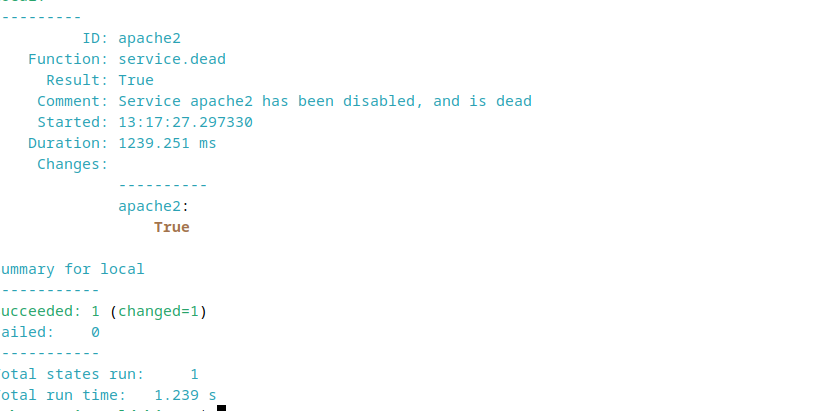 ----------
ID: apache2
Function: service.dead
Result: True
Comment: Service apache2 has been disabled, and is dead
Started: 13:17:27.297330
Duration: 1239.251 ms
Changes:
----------
apache2:
True
ummary for local
-----------
ucceeded: 1 (changed=1)
ailed: 0
-----------
otal states run: 1
otal run time: 1.239 s